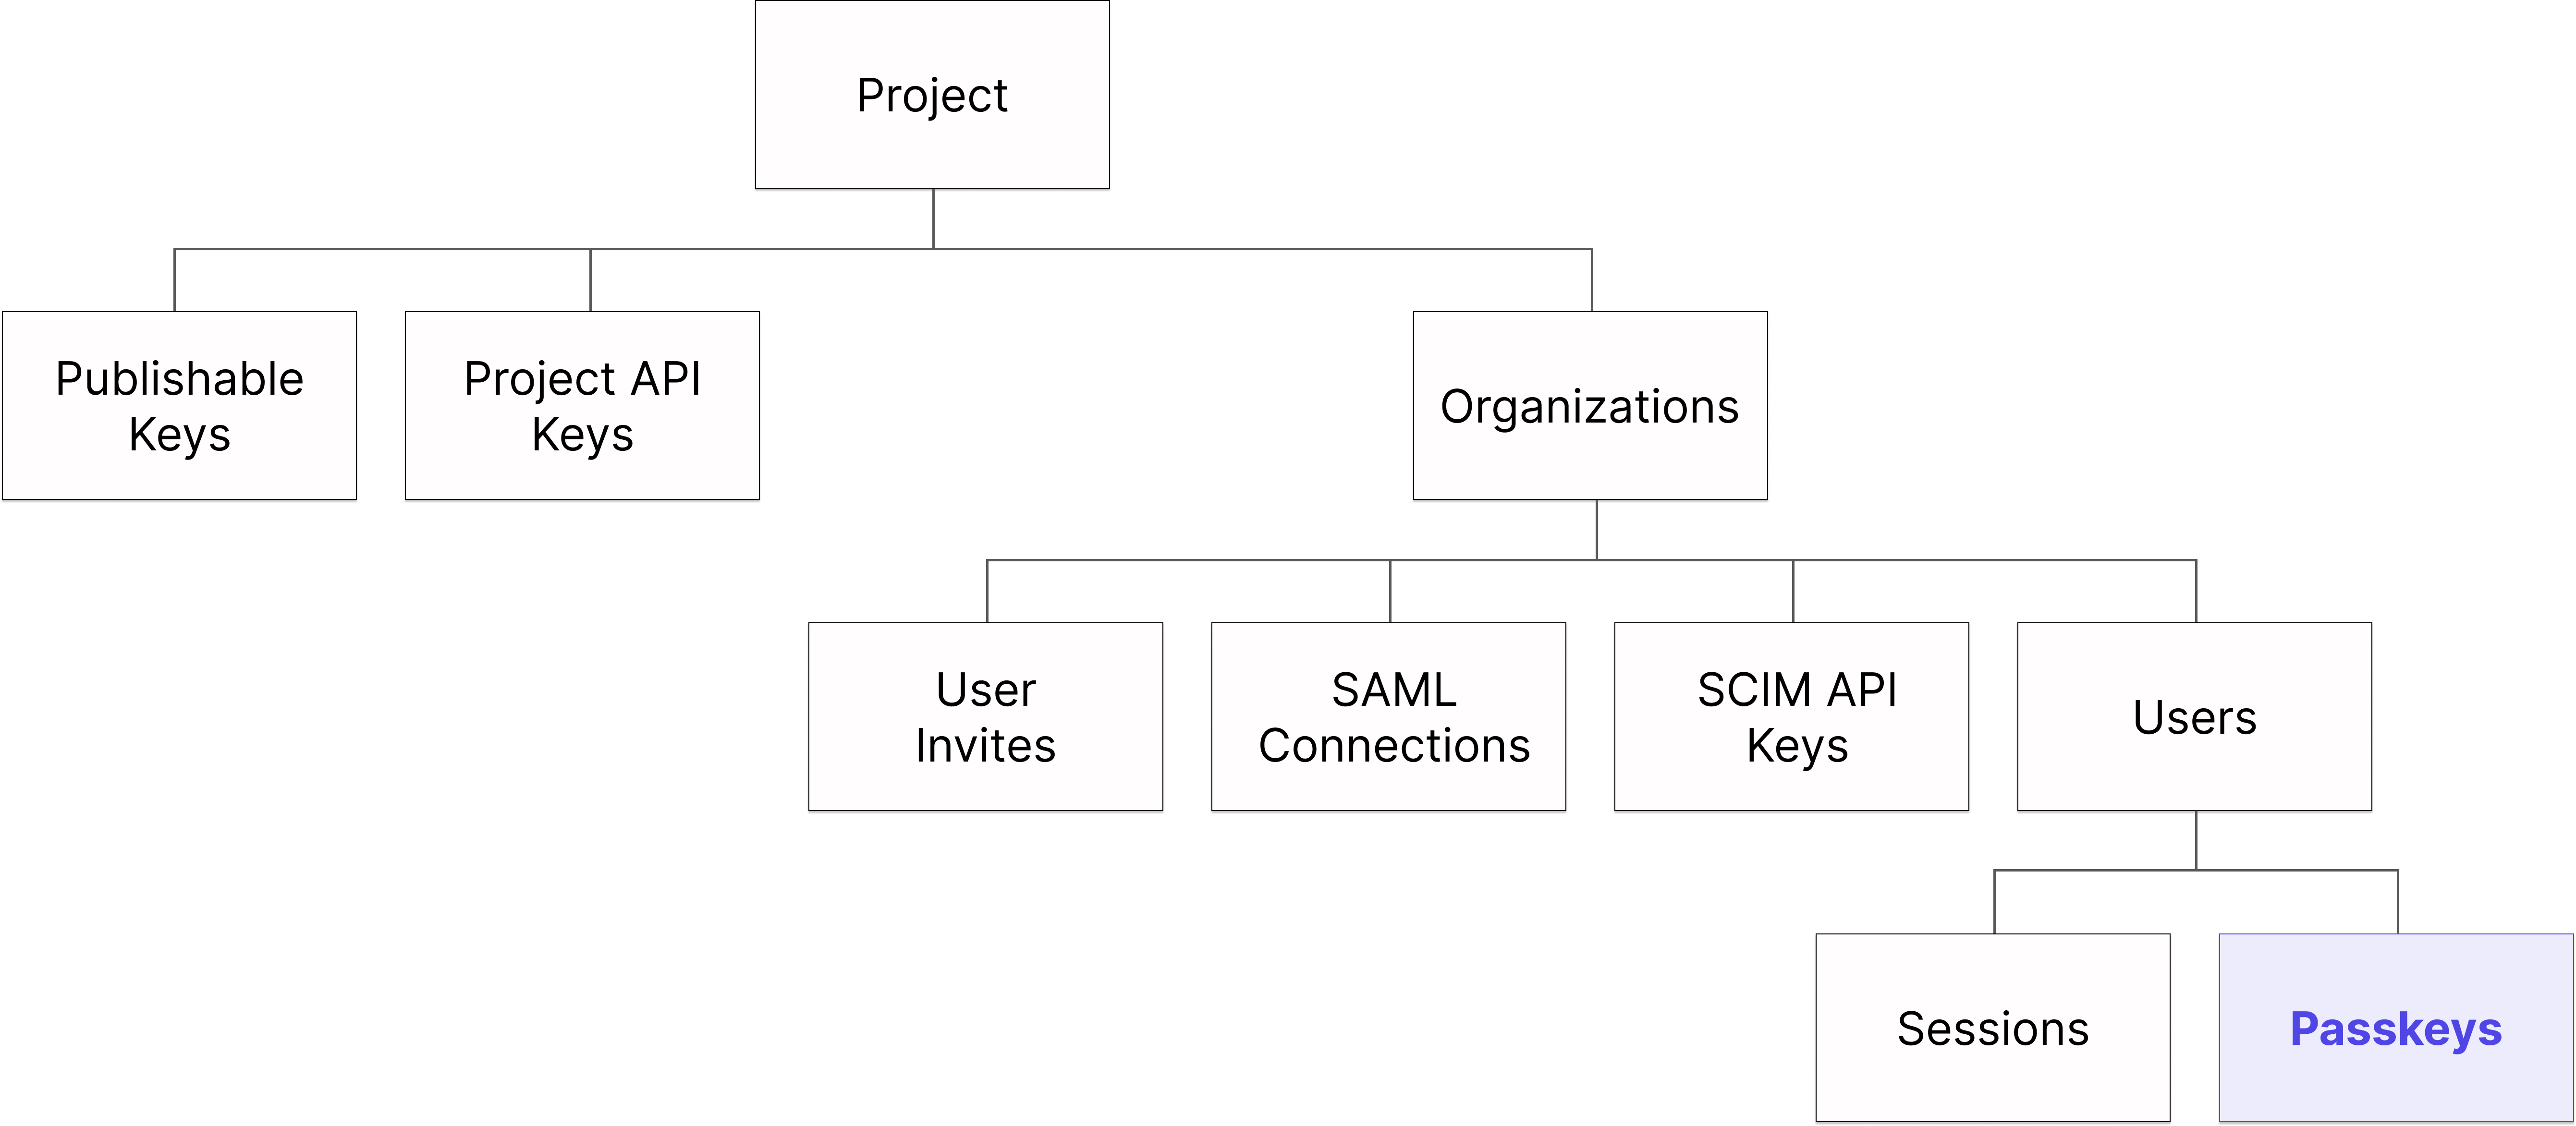 Project
Publishable
Keys
Project API
Keys
Organizations
User
Invites
SAML
Connections
SCIM API
Keys
Users
Sessions
Passkeys